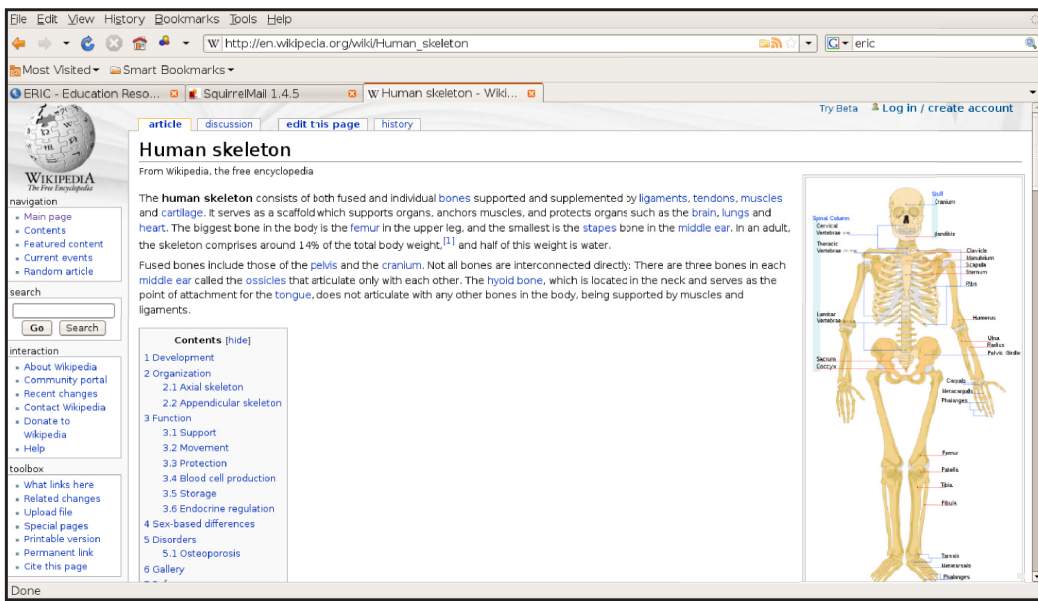 File Edit View History Bookmarks Tools Help
W http://en.wikipecia.org/wiki/Human_skeleton
G eric
Most Visited Smart Bookmarks
ERIC - Education Reso... SquirrelMail 1.4.5 W Human skeleton - Wiki...
Try Beta Log in / create account
article discussion edit this page history
WIKIPEDIA
The Free Encyclopedia
navigation
Main page
Contents
Featured content
Current events
Random article
search
Go Search
interaction
About Wikipedia
Community portal
Recent changes
Contact Wikipedia
Donate to
Wikipedia
Help
toolbox
What links here
Related changes
Upload file
Special pages
Printable version
Permanent link
Cite this page
Human skeleton
From Wikipedia, the free encyclopedia
The human skeleton consists of both fused and individual bones supported and supplemented by ligaments, tendons, muscles
and cartilage. It serves as a scaffold which supports organs, anchors muscles, and protects organs such as the brain, lungs and
heart. The biggest bone in the body is the femur in the upper leg, and the smallest is the stapes bone in the middle ear. In an adult,
the skeleton comprises around 14% of the total body weight,[1] and half of this weight is water.
Fused bones include those of the pelvis and the cranium. Not all bones are interconnected directly: There are three bones in each
middle ear called the ossicles that articulate only with each other. The hyoid bone, which is located in the neck and serves as the
point of attachment for the tongue, does not articulate with any other bones in the body, being supported by muscles and
ligaments.
Contents [hide]
1 Development
2 Organization
2.1 Axial skeleton
2.2 Appendicular skeleton
3 Function
3.1 Support
3.2 Movement
3.3 Protection
3.4 Blood cell production
3.5 Storage
3.6 Endocrine regulation
4 Sex-based differences
5 Disorders
5.1 Osteoporosis
6 Gallery
Skull
Cranium
Mandible
Spinal Column
Cervical
Vertebrae
Thoracic
Vertebrae
Lumbar
Vertebrae
Sacrum
Coccyx
Clavicle
Manubrium
Scapula
Sternum
Ribs
Humerus
Ulna
Radius
Pelvic Girdle
Carpals
Metacarpals
Phalanges
Femur
Patella
Tibia
Fibula
Tarsals
Metatarsals
Phalanges
Done